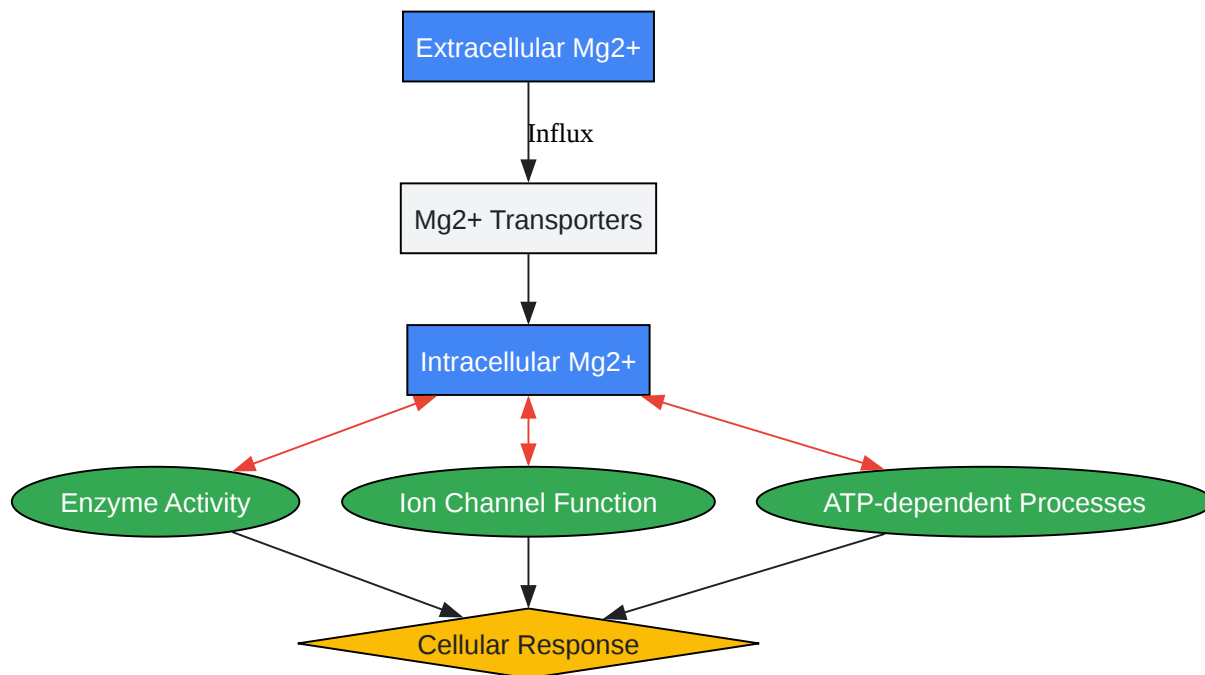 Extracellular Mg2+
Influx
Mg2+ Transporters
Intracellular Mg2+
Enzyme Activity
Ion Channel Function
ATP-dependent Processes
Cellular Response